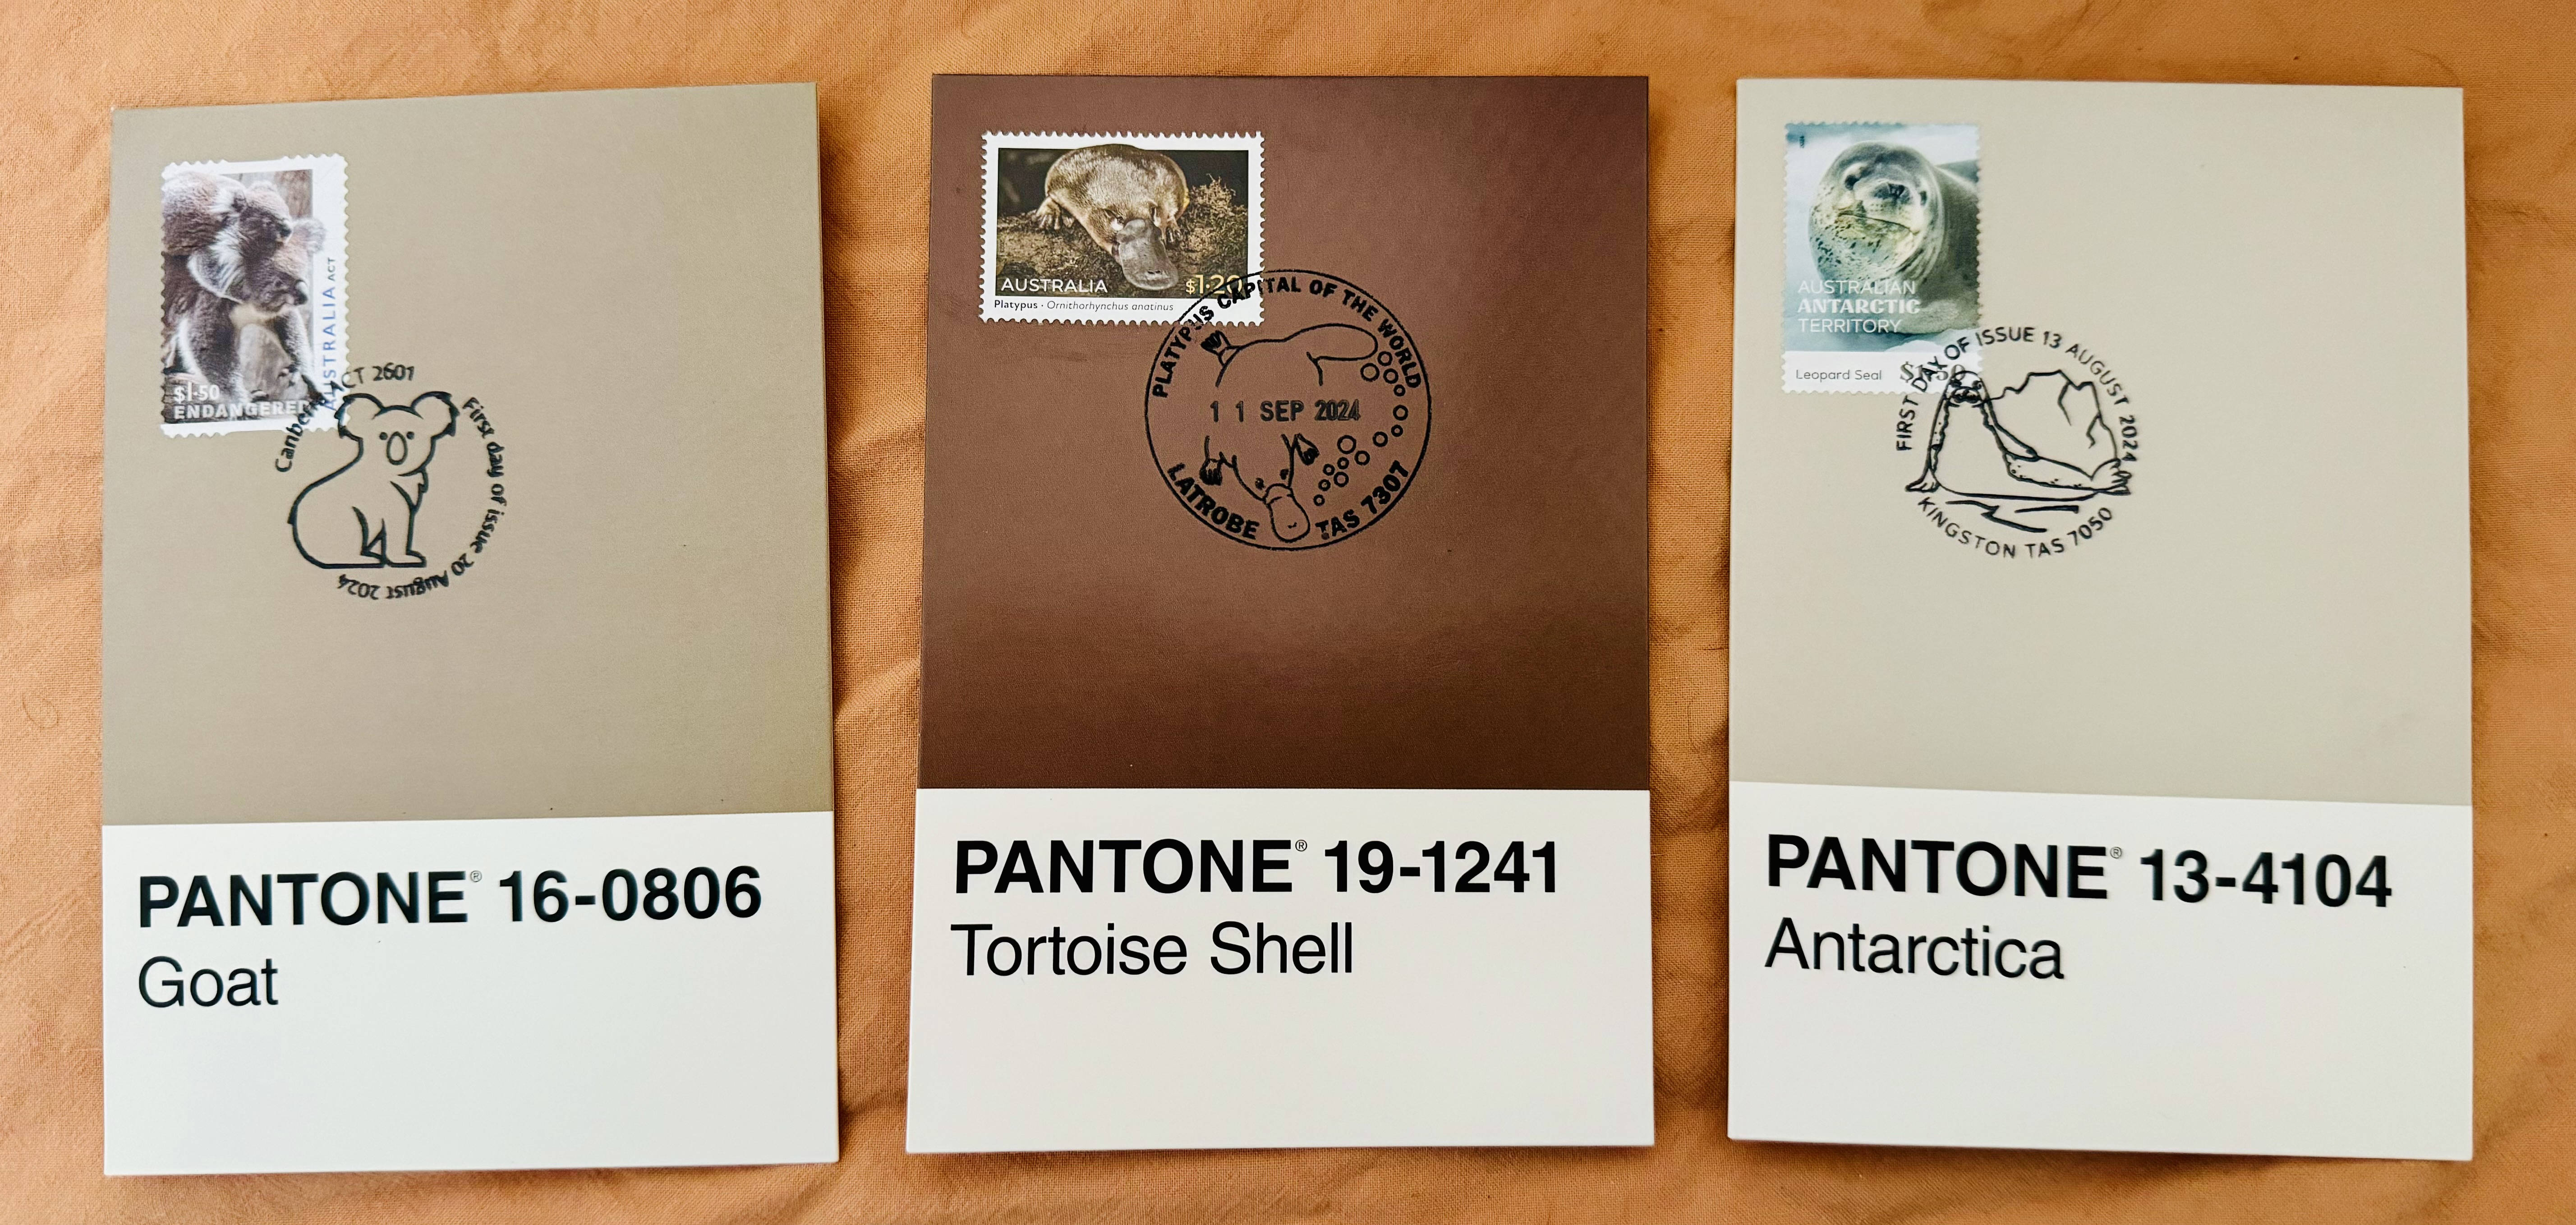 $1.50
ENDANGERED
AUSTRALIA ACT
Canberra ACT 2601
First day of issue 20 August 2024
PANTONE® 16-0806
Goat
AUSTRALIA
$1.20
Platypus · Ornithorhynchus anatinus
PLATYPUS CAPITAL OF THE WORLD
11 SEP 2024
LATROBE TAS 7307
PANTONE® 19-1241
Tortoise Shell
AUSTRALIAN
ANTARCTIC
TERRITORY
Leopard Seal $1.50
FIRST DAY OF ISSUE 13 AUGUST 2024
KINGSTON TAS 7050
PANTONE® 13-4104
Antarctica